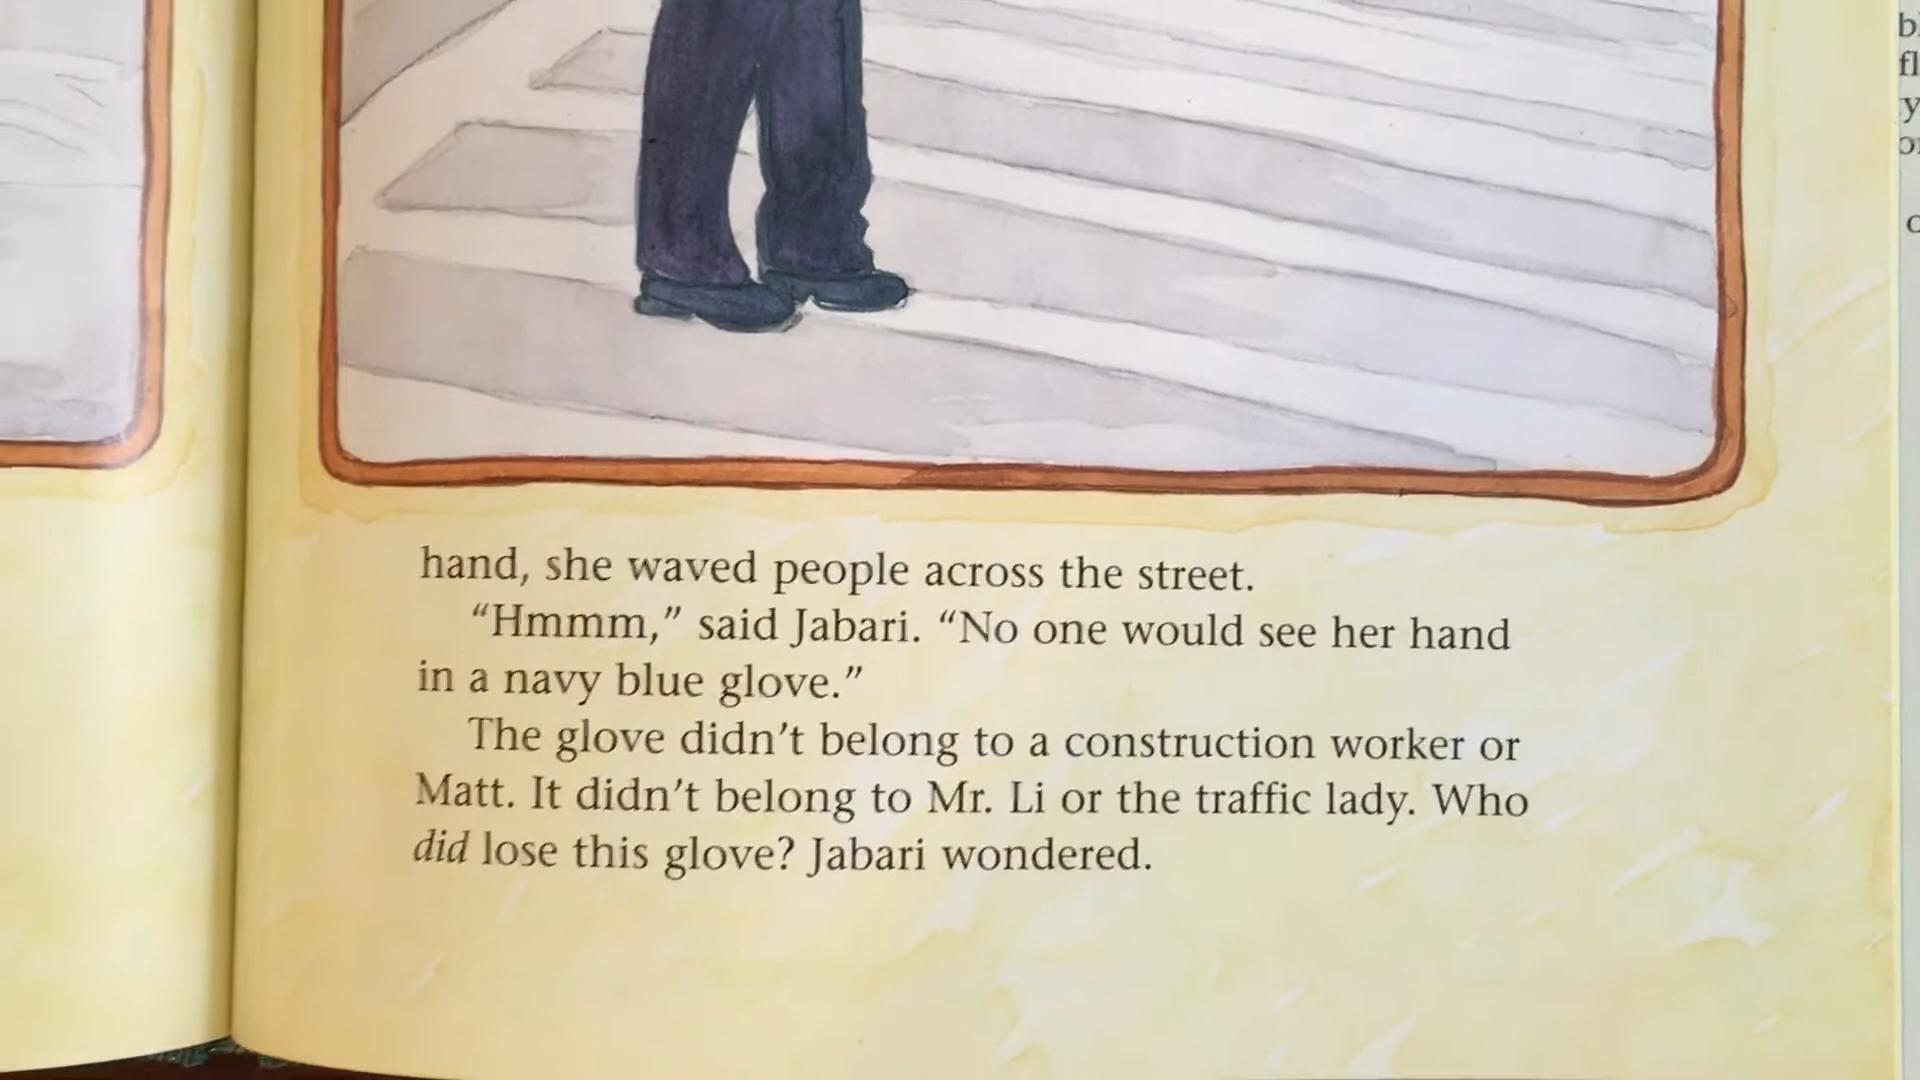 hand, she waved people across the street.
“Hmmm,” said Jabari. “No one would see her hand
in a navy blue glove.”
The glove didn’t belong to a construction worker or
Matt. It didn’t belong to Mr. Li or the traffic lady. Who
did lose this glove? Jabari wondered.